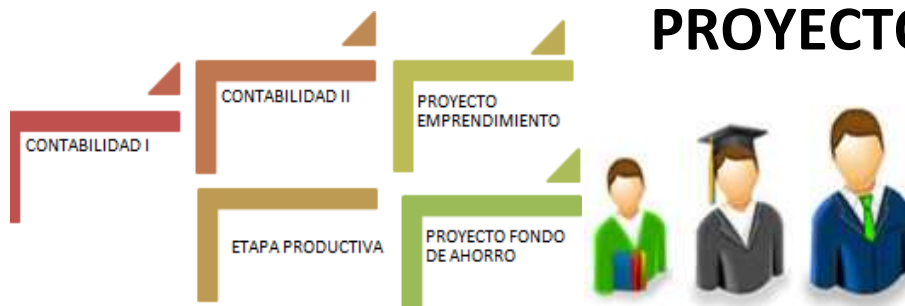 PROYECTO
CONTABILIDAD I
CONTABILIDAD II
PROYECTO
EMPRENDIMIENTO
ETAPA PRODUCTIVA
PROYECTO FONDO
DE AHORRO